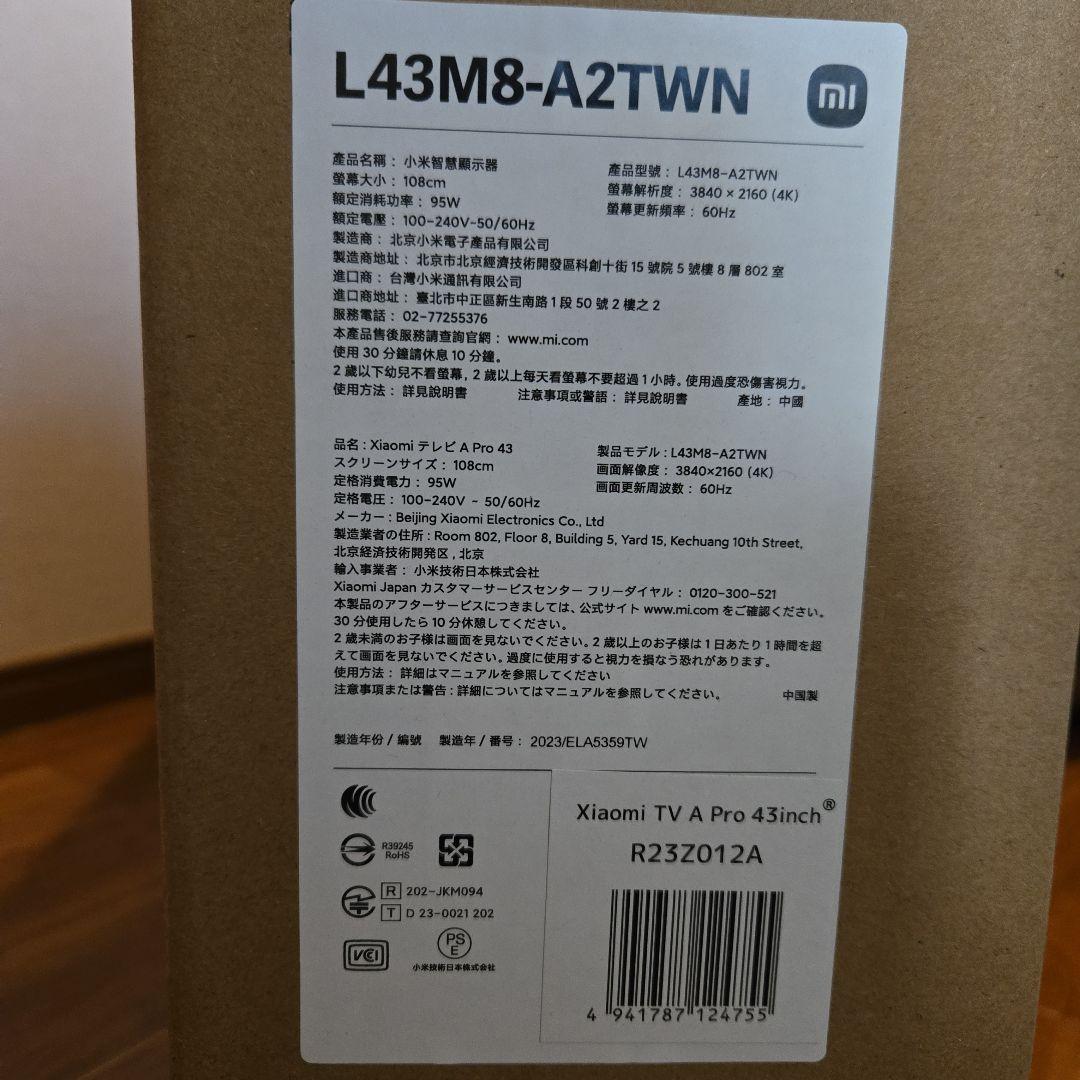 L43M8-A2TWN
mi
產品名稱：小米智慧顯示器
產品型號：L43M8-A2TWN
螢幕大小：108cm
螢幕解析度：3840 × 2160 (4K)
額定消耗功率：95W
螢幕更新頻率：60Hz
額定電壓：100-240V~50/60Hz
製造商：北京小米電子產品有限公司
製造商地址：北京市北京經濟技術開發區科創十街 15 號院 5 號樓 8 層 802 室
進口商：台灣小米通訊有限公司
進口商地址：臺北市中正區新生南路 1 段 50 號 2 樓之 2
服務電話：02-77255376
本產品售後服務請查詢官網：www.mi.com
使用 30 分鐘請休息 10 分鐘。
2 歲以下幼兒不看螢幕，2 歲以上每天看螢幕不要超過 1 小時。使用過度恐傷害視力。
使用方法：詳見說明書 注意事項或警語：詳見說明書 產地：中國
品名 : Xiaomi テレビ A Pro 43
製品モデル : L43M8-A2TWN
スクリーンサイズ：108cm
画面解像度：3840×2160 (4K)
定格消費電力：95W
画面更新周波数：60Hz
定格電圧：100-240V ~ 50/60Hz
メーカー : Beijing Xiaomi Electronics Co., Ltd
製造業者の住所 : Room 802, Floor 8, Building 5, Yard 15, Kechuang 10th Street,
北京経済技術開発区 , 北京
輸入事業者：小米技術日本株式会社
Xiaomi Japan カスタマーサービスセンター フリーダイヤル：0120-300-521
本製品のアフターサービスにつきましては、公式サイト www.mi.com をご確認ください。
30 分使用したら 10 分休憩してください。
2 歳未満のお子様は画面を見ないでください。2 歳以上のお子様は 1 日あたり 1 時間を超
えて画面を見ないでください。過度に使用すると視力を損なう恐れがあります。
使用方法：詳細はマニュアルを参照してください
注意事項または警告 : 詳細についてはマニュアルを参照してください。 中国製
製造年份 / 編號 製造年 / 番号：2023/ELA5359TW
R39245
RoHS
R 202-JKM094
T D 23-0021 202
VCI
PS
E
小米技術日本株式会社
Xiaomi TV A Pro 43inch®
R23Z012A
4 941787 124755